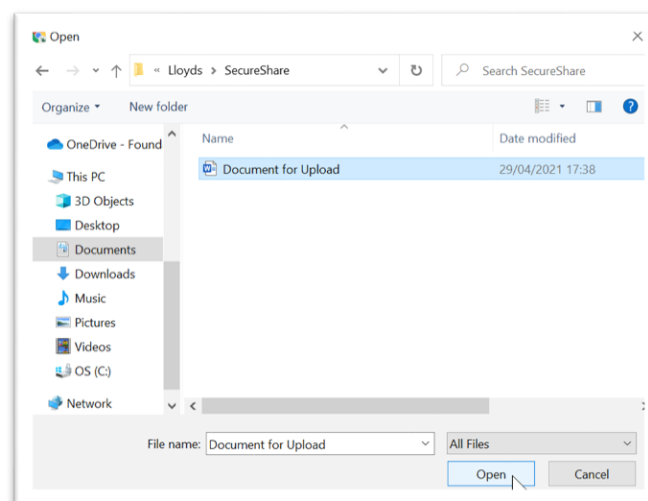 Open
« Lloyds > SecureShare
Search SecureShare
Organize
New folder
?
Name
Date modified
OneDrive - Found
This PC
3D Objects
Desktop
Documents
Downloads
Music
Pictures
Videos
OS (C:)
Network
Document for Upload 29/04/2021 17:38
File name: Document for Upload
All Files
Open
Cancel